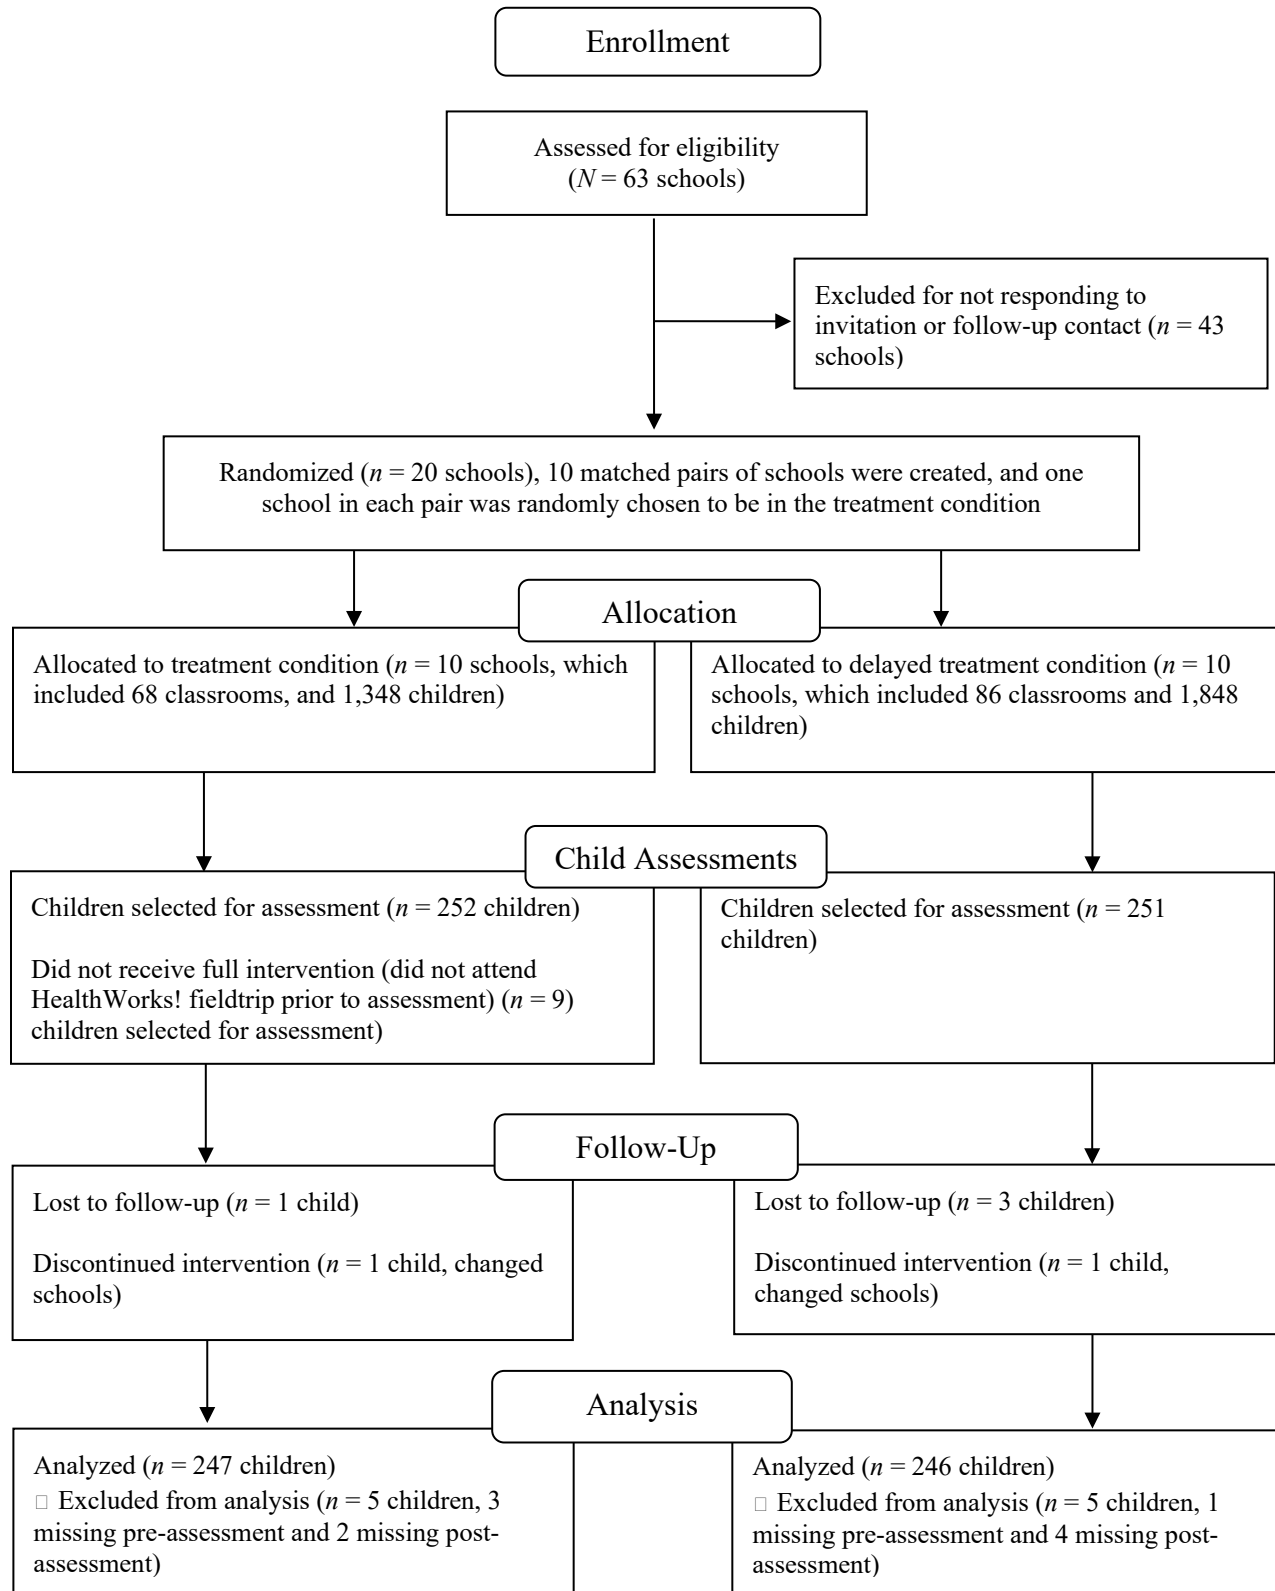 Enrollment
Assessed for eligibility
(N = 63 schools)
Excluded for not responding to
invitation or follow-up contact (n = 43
schools)
Randomized (n = 20 schools), 10 matched pairs of schools were created, and one
school in each pair was randomly chosen to be in the treatment condition
Allocation
Allocated to treatment condition (n = 10 schools, which
included 68 classrooms, and 1,348 children)
Allocated to delayed treatment condition (n = 10
schools, which included 86 classrooms and 1,848
children)
Child Assessments
Children selected for assessment (n = 252 children)
Did not receive full intervention (did not attend
HealthWorks! fieldtrip prior to assessment) (n = 9)
children selected for assessment)
Children selected for assessment (n = 251
children)
Follow-Up
Lost to follow-up (n = 1 child)
Discontinued intervention (n = 1 child, changed
schools)
Lost to follow-up (n = 3 children)
Discontinued intervention (n = 1 child,
changed schools)
Analysis
Analyzed (n = 247 children)
□ Excluded from analysis (n = 5 children, 3
missing pre-assessment and 2 missing post-
assessment)
Analyzed (n = 246 children)
□ Excluded from analysis (n = 5 children, 1
missing pre-assessment and 4 missing post-
assessment)